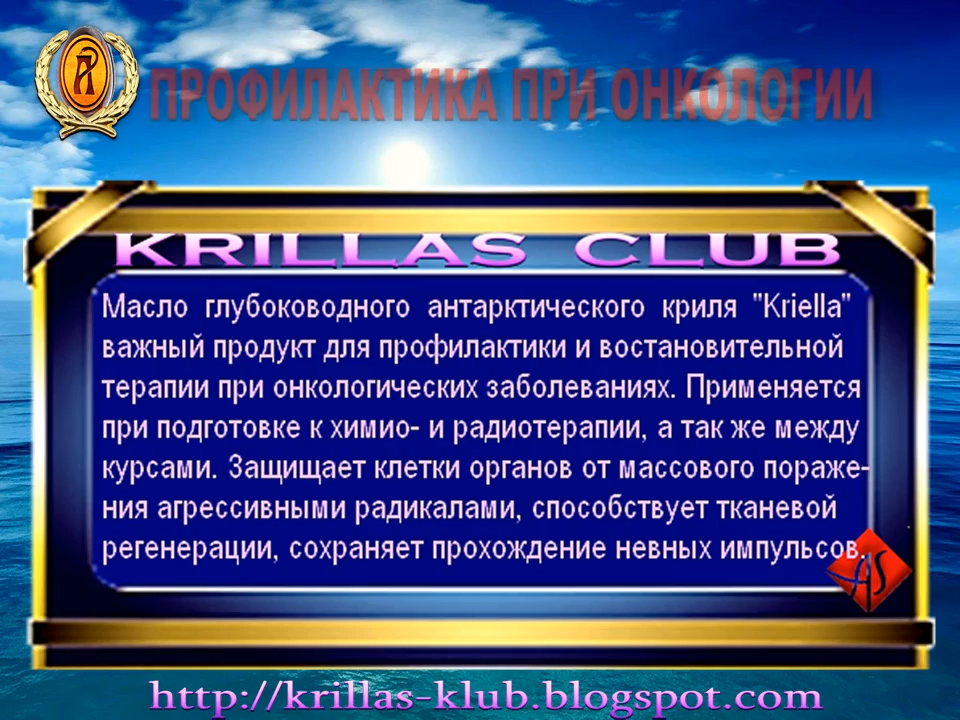 ПРОФИЛАКТИКА ПРИ ОНКОЛОГИИ
KRILLAS CLUB
Масло глубоководного антарктического криля "Kriella"
важный продукт для профилактики и востановительной
терапии при онкологических заболеваниях. Применяется
при подготовке к химио- и радиотерапии, а так же между
курсами. Защищает клетки органов от массового пораже-
ния агрессивными радикалами, способствует тканевой
регенерации, сохраняет прохождение невных импульсов.
AS
http://krillas-klub.blogspot.com